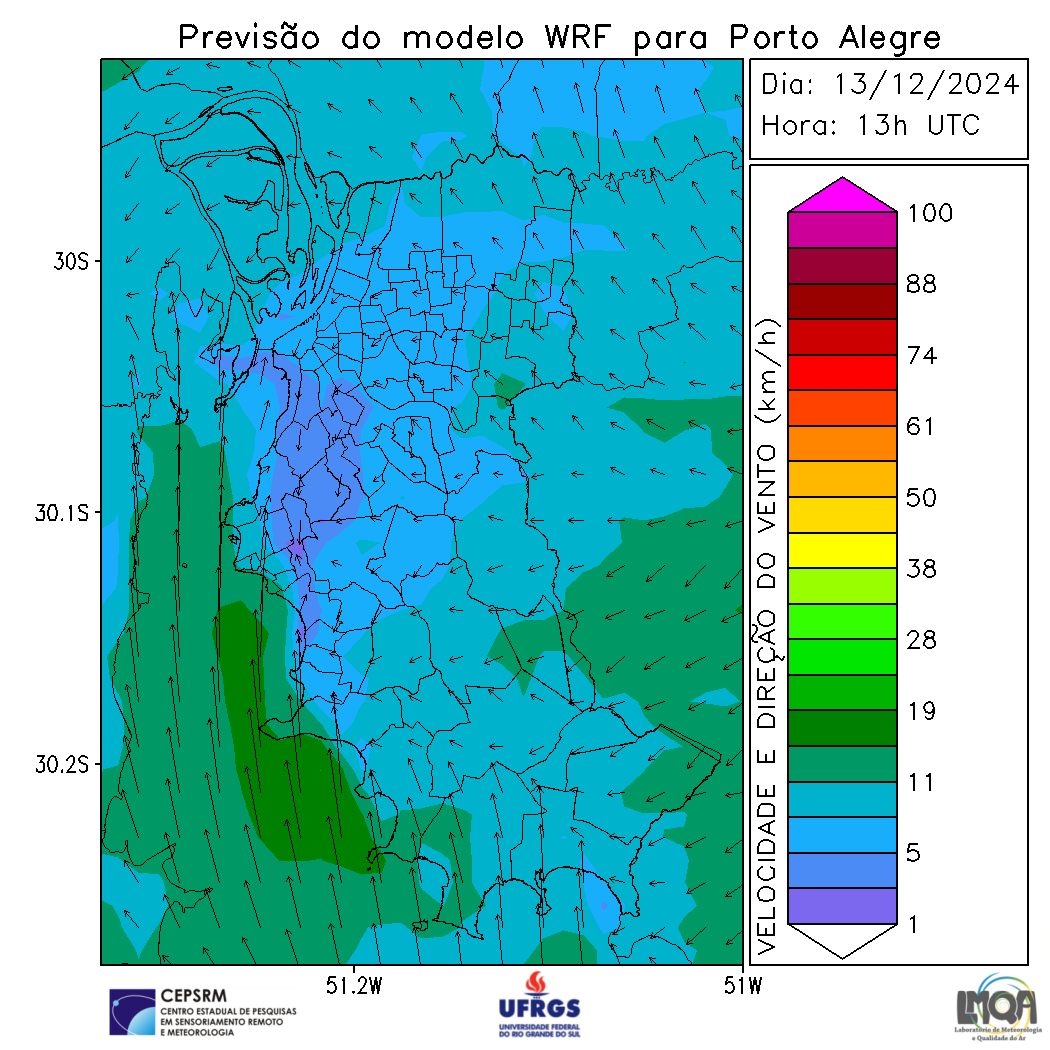 Previsão do modelo WRF para Porto Alegre
Dia: 13/12/2024
Hora: 13h UTC
30S
30.1S
30.2S
51.2W
51W
VELOCIDADE E DIREÇÃO DO VENTO (km/h)
100
88
74
61
50
38
28
19
11
5
1
CEPSRM
CENTRO ESTADUAL DE PESQUISAS
EM SENSORIAMENTO REMOTO
E METEOROLOGIA
UFRGS
UNIVERSIDADE FEDERAL
DO RIO GRANDE DO SUL
LMQA
Laboratório de Meteorologia
e Qualidade do Ar